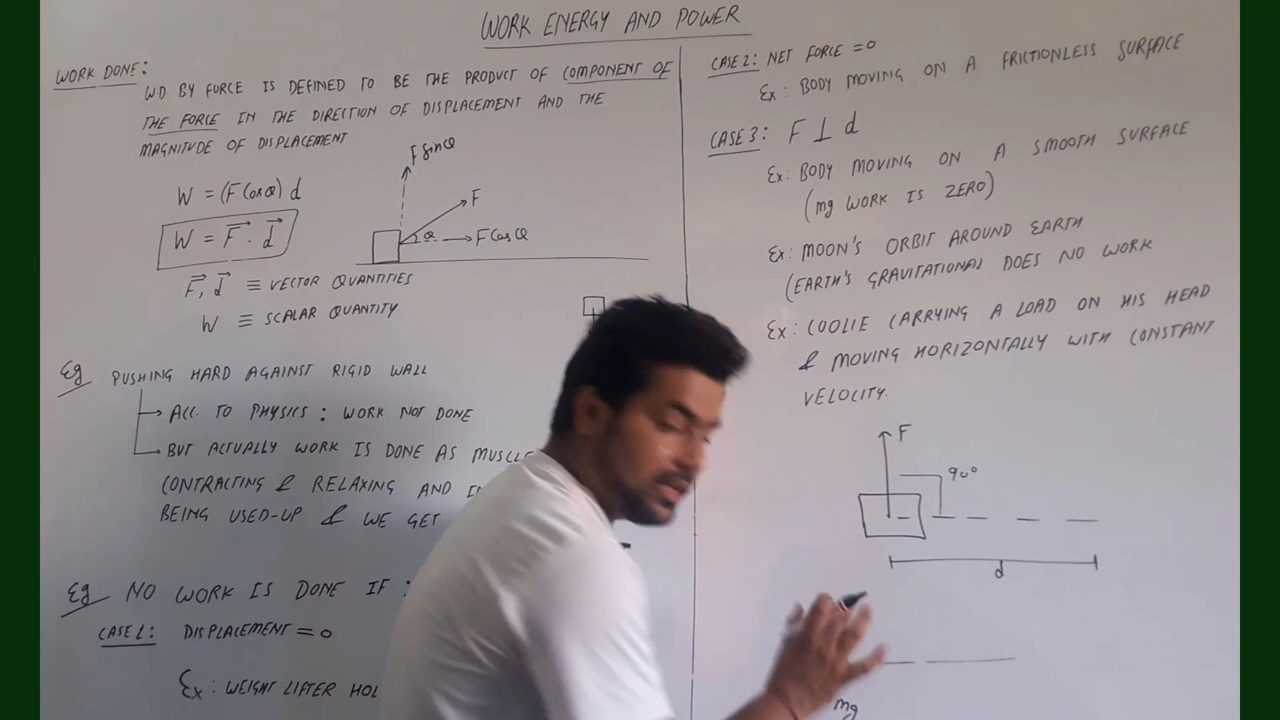 WORK ENERGY AND POWER
WORK DONE:
W.D. BY FORCE IS DEFINED TO BE THE PRODUCT OF COMPONENT OF
THE FORCE IN THE DIRECTION OF DISPLACEMENT AND THE
MAGNITUDE OF DISPLACEMENT
W = (F Cosθ) d
W = F⃗ . d⃗
F⃗, d⃗ ≡ VECTOR QUANTITIES
W ≡ SCALAR QUANTITY
F sinθ
F
θ
F Cosθ
Eg PUSHING HARD AGAINST RIGID WALL
→ ACC. TO PHYSICS : WORK NOT DONE
→ BUT ACTUALLY WORK IS DONE AS MUSCLE
CONTRACTING & RELAXING AND
BEING USED-UP & WE GET
Eg NO WORK IS DONE IF :
CASE 1: DISPLACEMENT = 0
Ex : WEIGHT LIFTER
CASE 2: NET FORCE = 0
Ex: BODY MOVING ON A FRICTIONLESS SURFACE
CASE 3: F ⊥ d
Ex: BODY MOVING ON A SMOOTH SURFACE
(mg WORK IS ZERO)
Ex: MOON'S ORBIT AROUND EARTH
(EARTH'S GRAVITATIONAL DOES NO WORK
Ex: COOLIE CARRYING A LOAD ON HIS HEAD
& MOVING HORIZONTALLY WITH CONSTANT
VELOCITY.
F
90°
d
mg